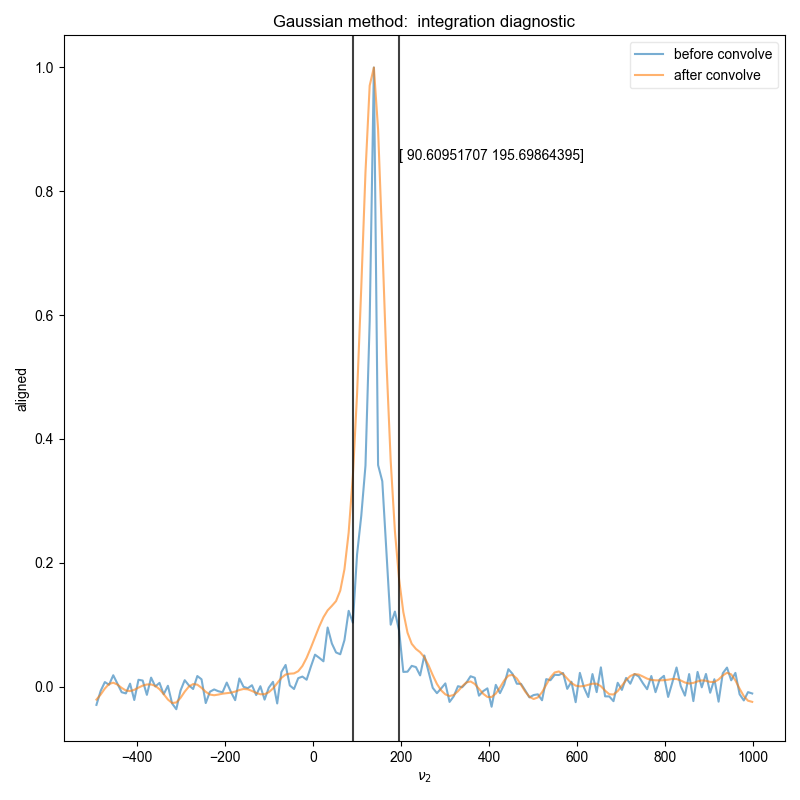 Gaussian method:  integration diagnostic
before convolve
after convolve
[ 90.60951707 195.69864395]
aligned
1.0
0.8
0.6
0.4
0.2
0.0
−400
−200
0
200
400
600
800
1000
ν₂